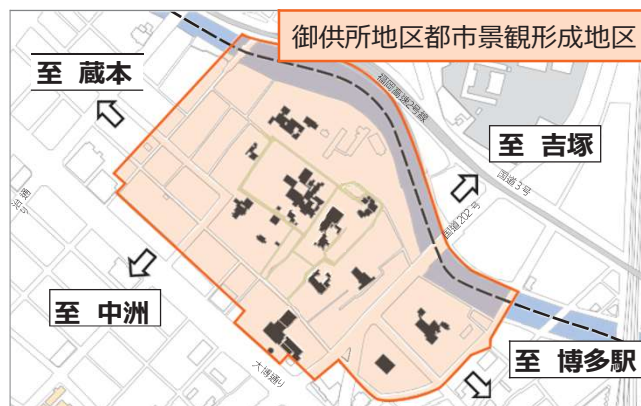 御供所地区都市景観形成地区
至 蔵本
福岡高速2号線
至 吉塚
国道3号
国道202号
至 中洲
大博通り
至 博多駅